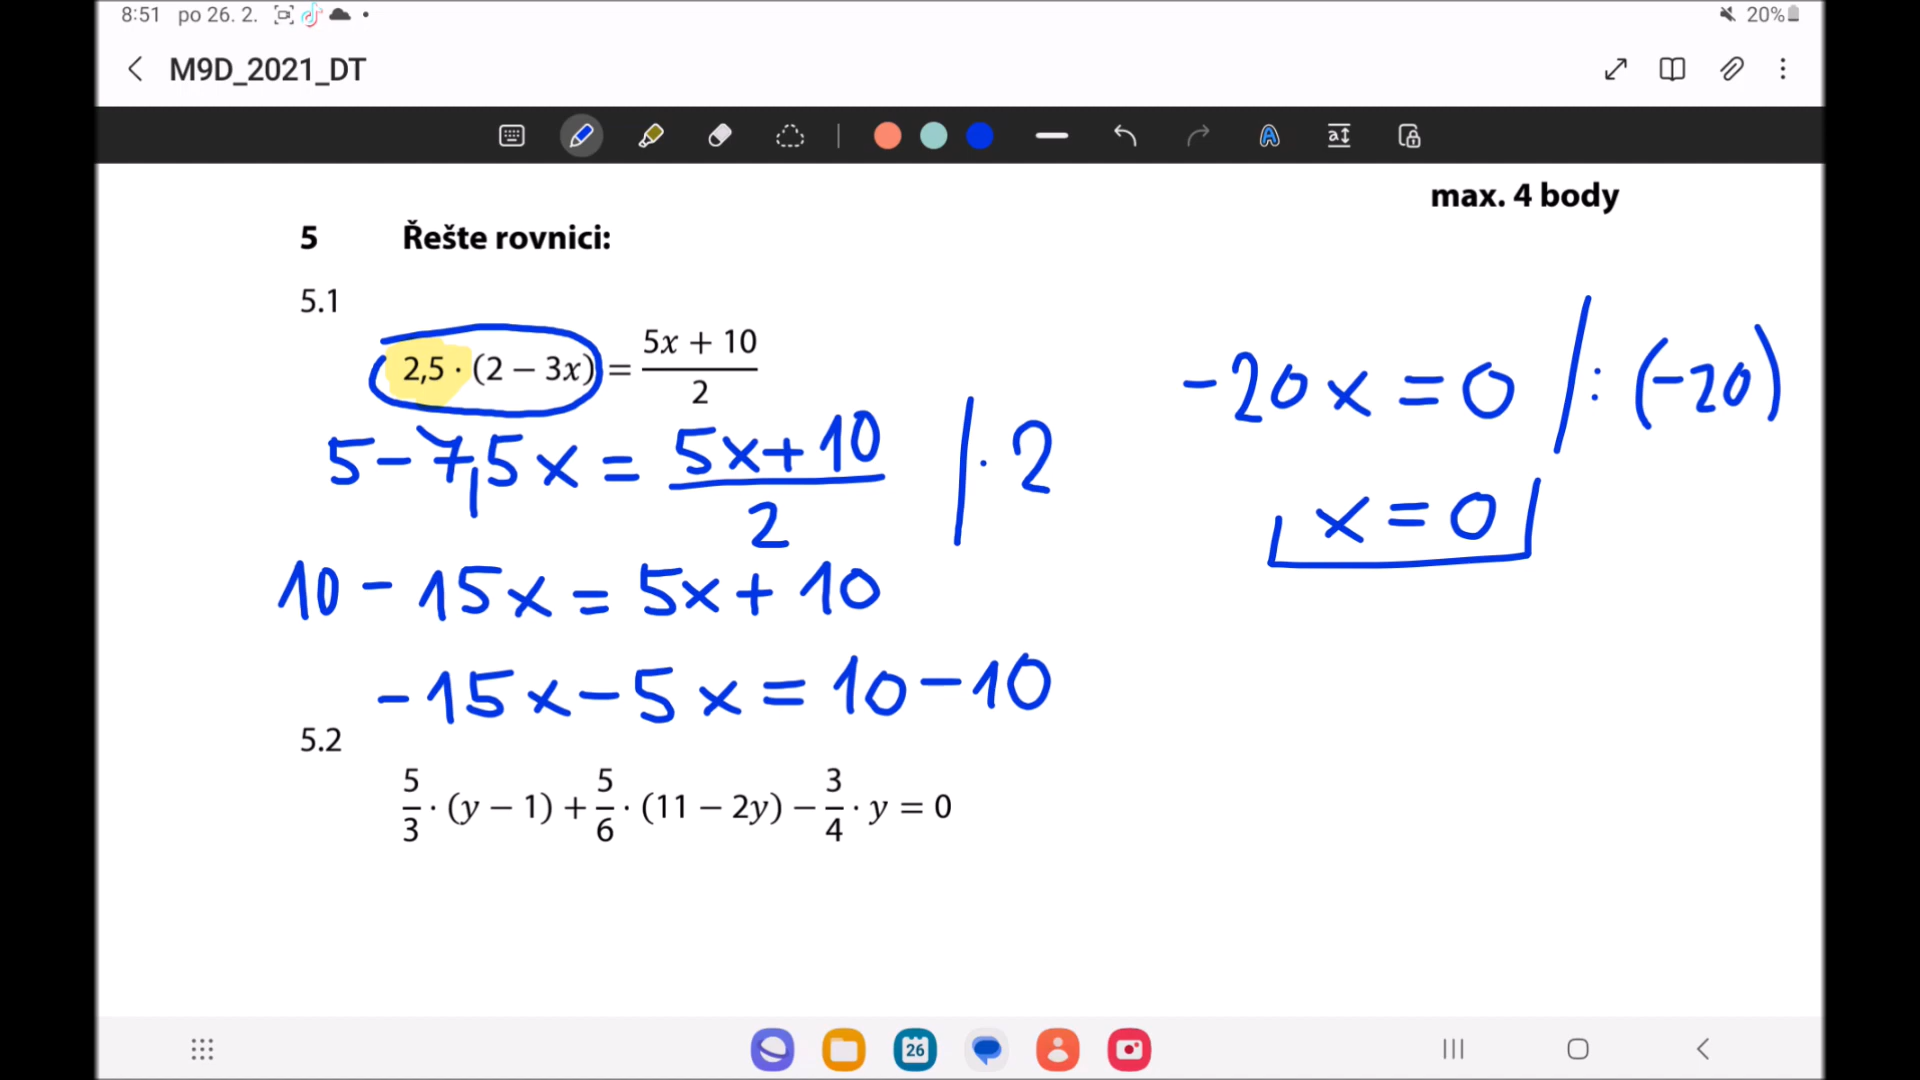 8:51 po 26. 2.
20%
M9D_2021_DT
max. 4 body
5 Řešte rovnici:
5.1
2,5 · (2 − 3x) = (5x + 10)/2
5 − 7,5x = (5x + 10)/2 / · 2
10 − 15x = 5x + 10
−15x − 5x = 10 − 10
−20x = 0 / : (−20)
x = 0
5.2
5/3 · (y − 1) + 5/6 · (11 − 2y) − 3/4 · y = 0
26